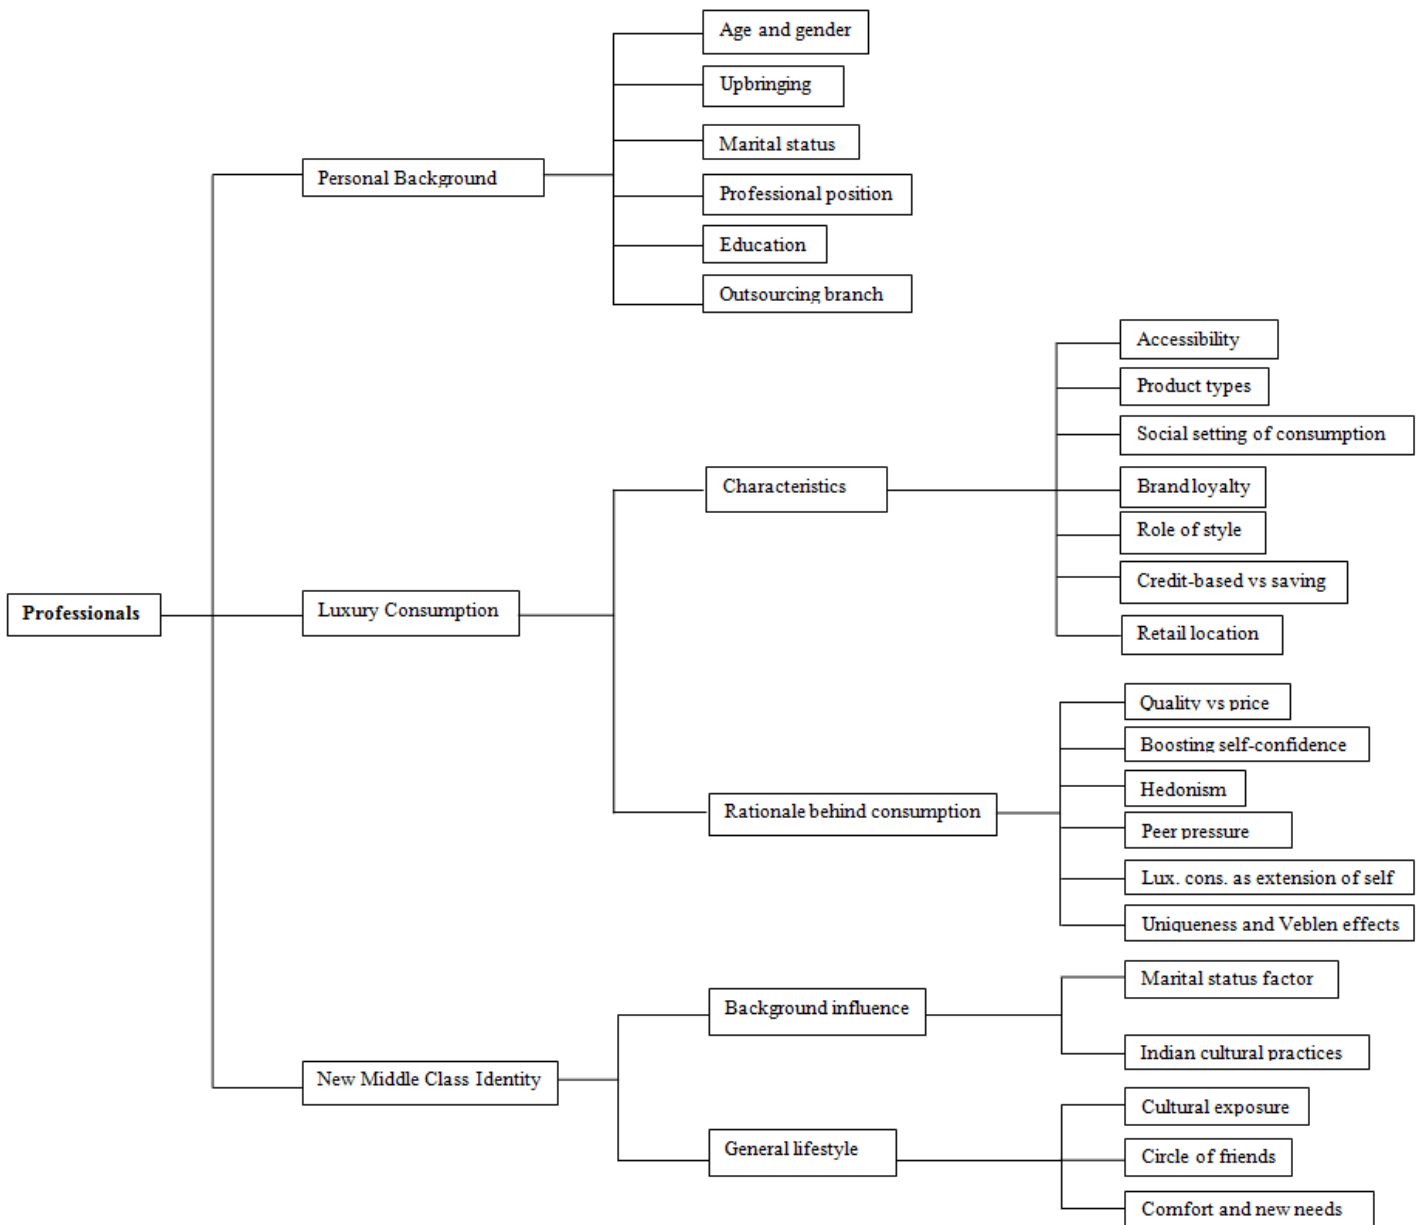 Age and gender
Upbringing
Marital status
Personal Background
Professional position
Education
Outsourcing branch
Accessibility
Product types
Social setting of consumption
Characteristics
Brand loyalty
Role of style
Credit-based vs saving
Professionals
Luxury Consumption
Retail location
Quality vs price
Boosting self-confidence
Hedonism
Rationale behind consumption
Peer pressure
Lux. cons. as extension of self
Uniqueness and Veblen effects
Marital status factor
Background influence
Indian cultural practices
New Middle Class Identity
Cultural exposure
General lifestyle
Circle of friends
Comfort and new needs